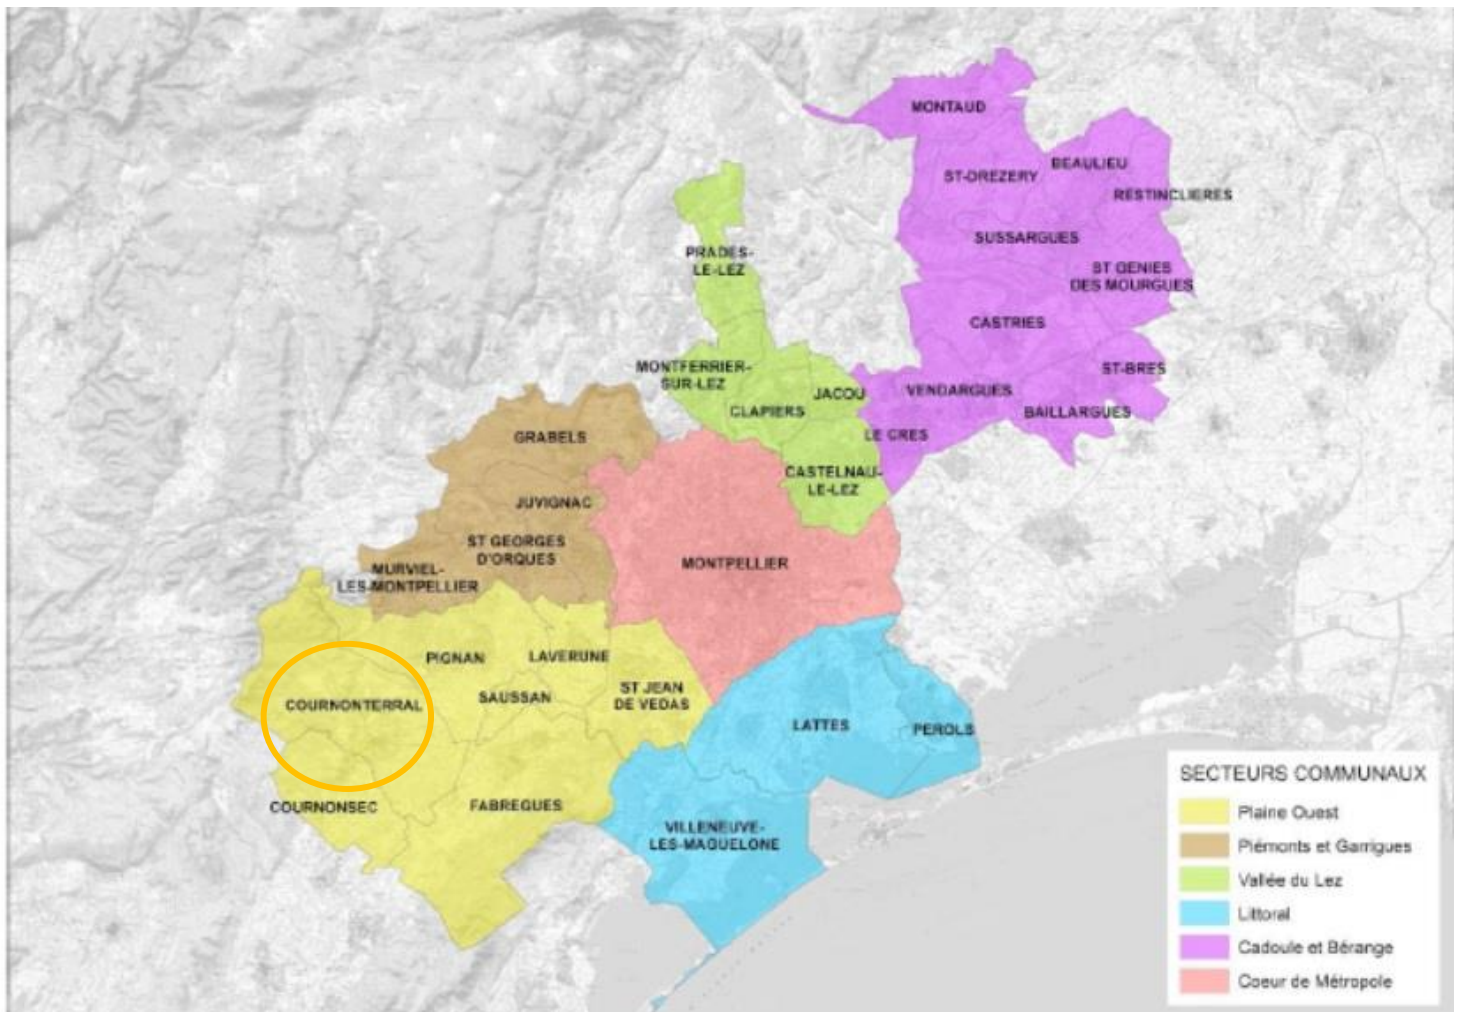 MONTAUD
BEAULIEU
ST-DREZERY
RESTINCLIERES
SUSSARGUES
PRADES-
LE-LEZ
ST GENIES
DES MOURGUES
CASTRIES
MONTFERRIER-
SUR-LEZ
ST-BRES
JACOU
VENDARGUES
CLAPIERS
BAILLARGUES
GRABELS
LE CRES
CASTELNAU-
LE-LEZ
JUVIGNAC
ST GEORGES
D'ORQUES
MONTPELLIER
MURVIEL-
LES-MONTPELLIER
PIGNAN
LAVERUNE
SAUSSAN
ST JEAN
DE VEDAS
COURNONTERRAL
LATTES
PEROLS
COURNONSEC
FABREGUES
VILLENEUVE-
LES-MAGUELONE
SECTEURS COMMUNAUX
Plaine Ouest
Piémonts et Garrigues
Vallée du Lez
Littoral
Cadoule et Bérange
Coeur de Métropole